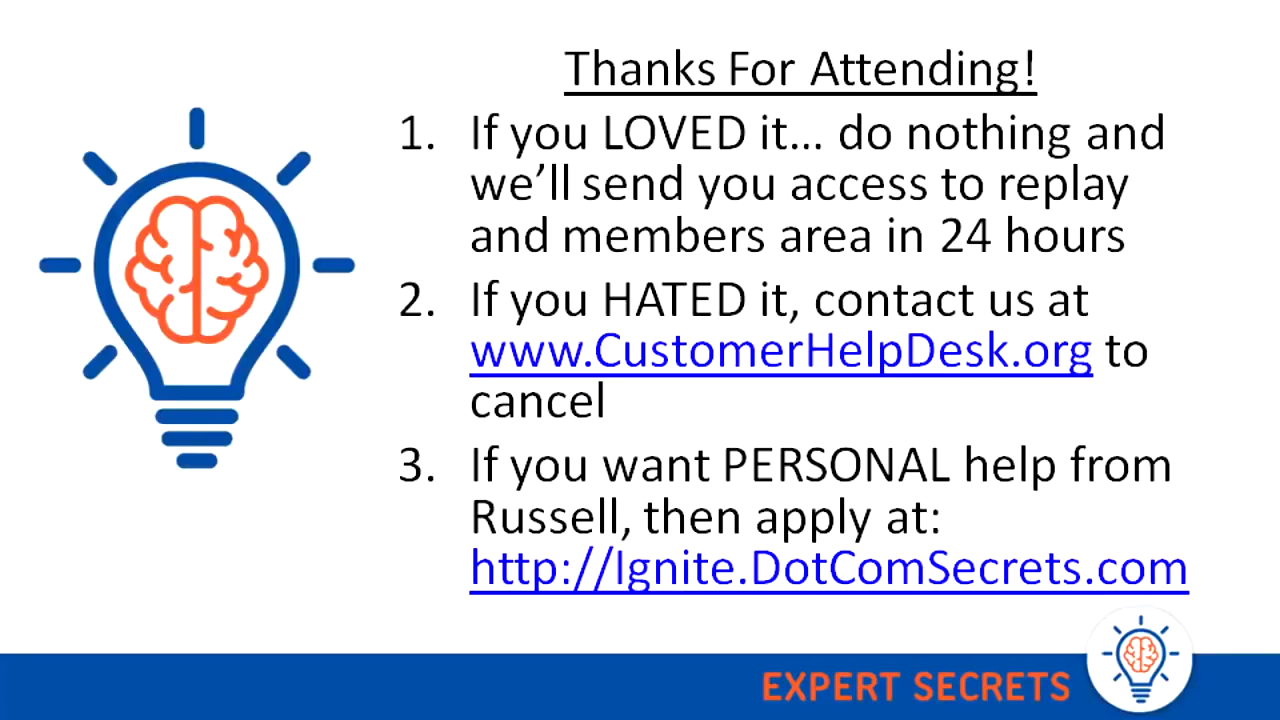 Thanks For Attending!
1. If you LOVED it... do nothing and
we’ll send you access to replay
and members area in 24 hours
2. If you HATED it, contact us at
www.CustomerHelpDesk.org to
cancel
3. If you want PERSONAL help from
Russell, then apply at:
http://Ignite.DotComSecrets.com
EXPERT SECRETS